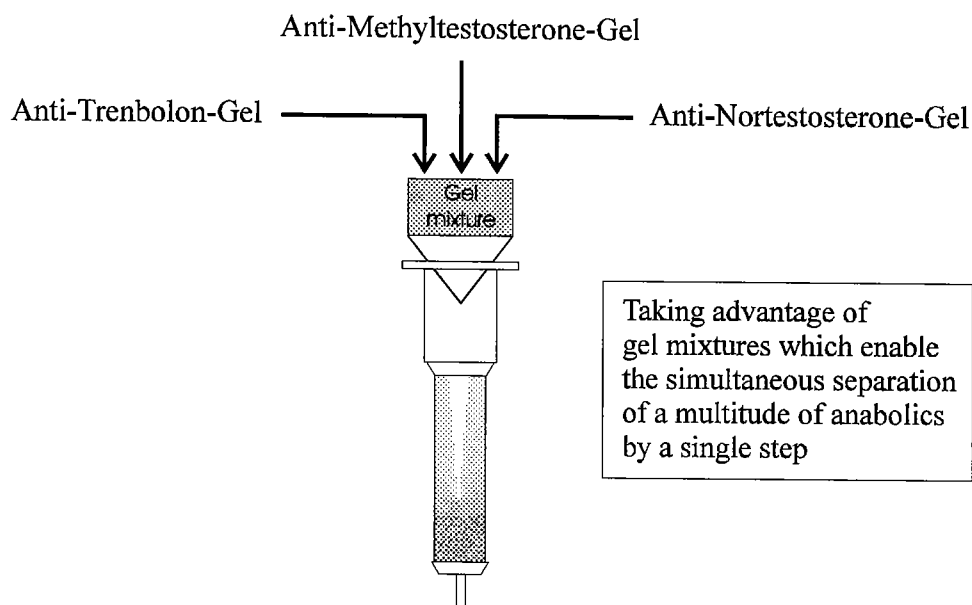 Anti-Methyltestosterone-Gel
Anti-Trenbolon-Gel
Anti-Nortestosterone-Gel
Gel
mixture
Taking advantage of
gel mixtures which enable
the simultaneous separation
of a multitude of anabolics
by a single step